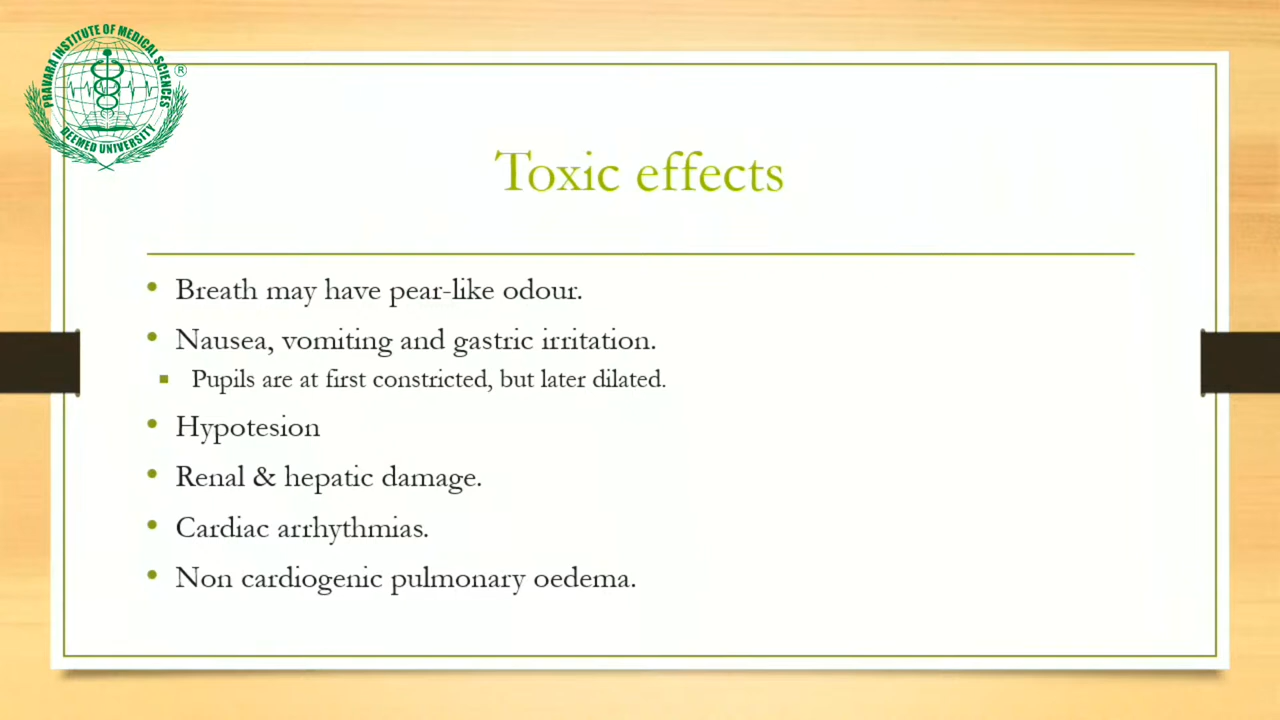 PRAVARA INSTITUTE OF MEDICAL SCIENCES
®
DEEMED UNIVERSITY
Toxic effects
• Breath may have pear-like odour.
• Nausea, vomiting and gastric irritation.
▪ Pupils are at first constricted, but later dilated.
• Hypotesion
• Renal & hepatic damage.
• Cardiac arrhythmias.
• Non cardiogenic pulmonary oedema.